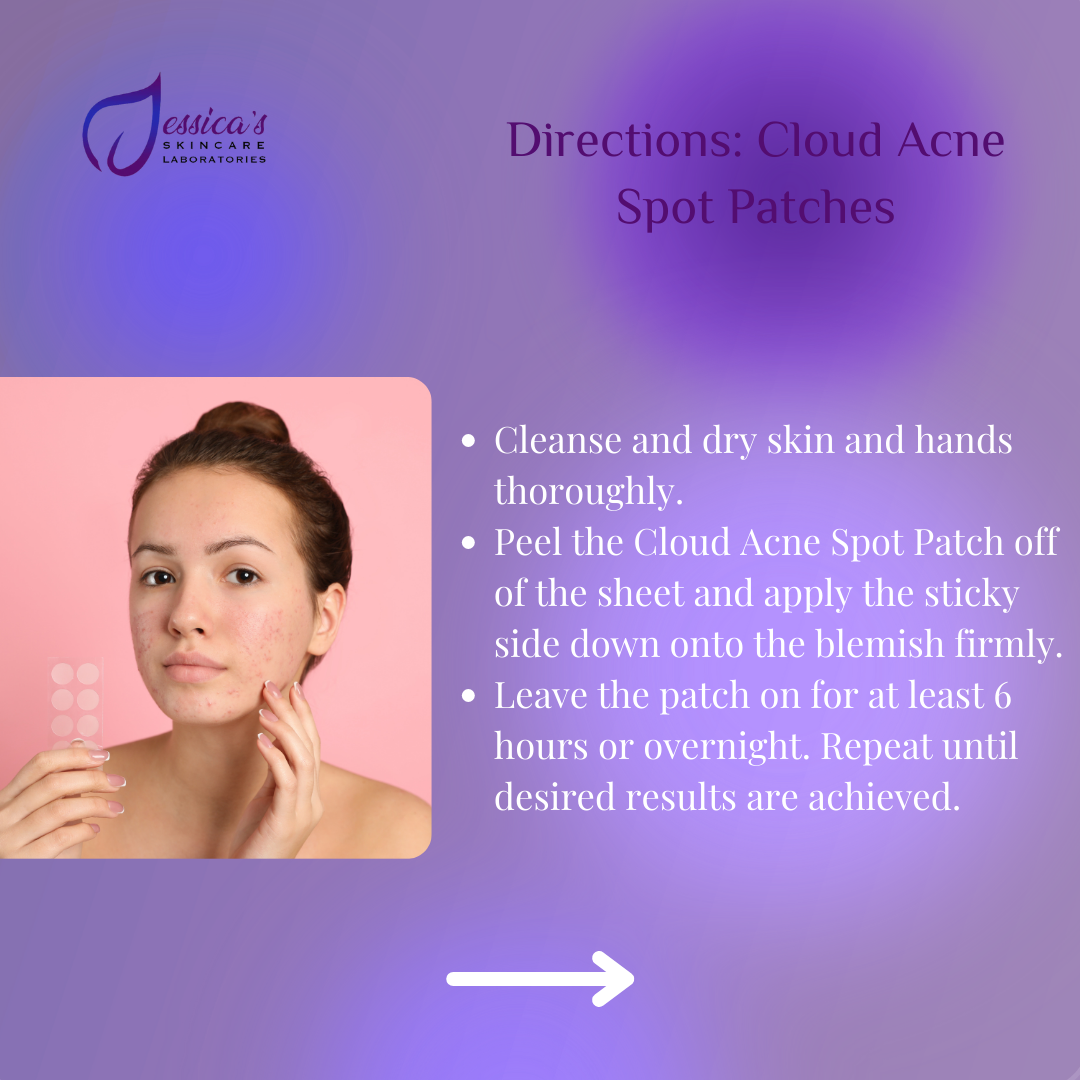 Jessica's
SKINCARE
LABORATORIES
Directions: Cloud Acne
Spot Patches
• Cleanse and dry skin and hands
thoroughly.
• Peel the Cloud Acne Spot Patch off
of the sheet and apply the sticky
side down onto the blemish firmly.
• Leave the patch on for at least 6
hours or overnight. Repeat until
desired results are achieved.